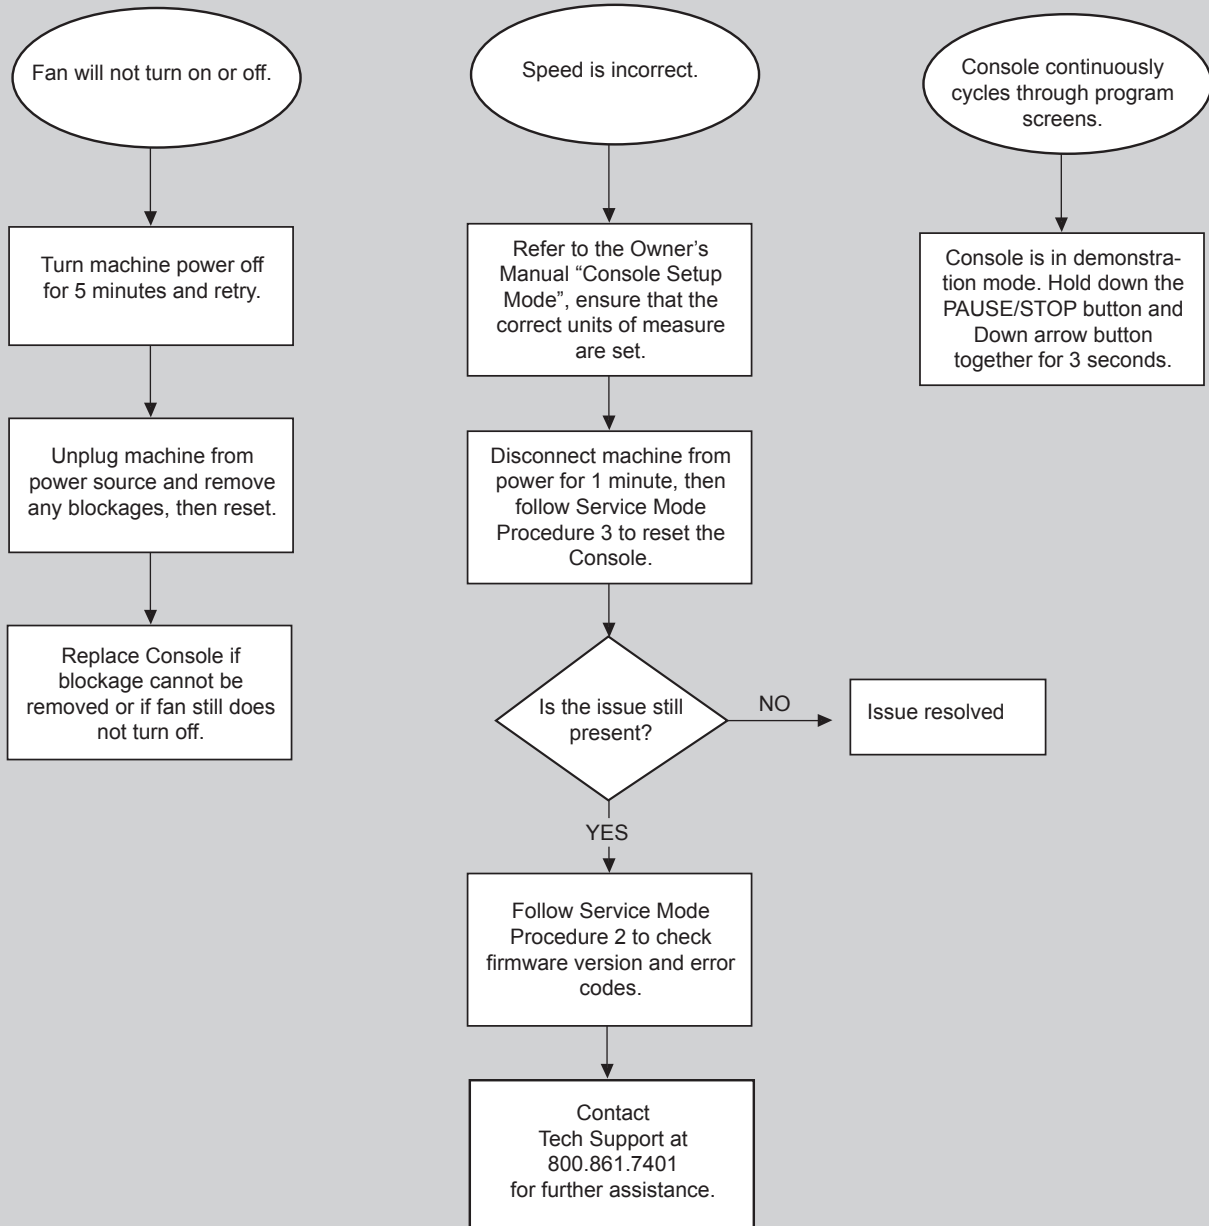 Fan will not turn on or off.
Turn machine power off
for 5 minutes and retry.
Unplug machine from
power source and remove
any blockages, then reset.
Replace Console if
blockage cannot be
removed or if fan still does
not turn off.
Speed is incorrect.
Refer to the Owner’s
Manual “Console Setup
Mode”, ensure that the
correct units of measure
are set.
Disconnect machine from
power for 1 minute, then
follow Service Mode
Procedure 3 to reset the
Console.
Is the issue still
present?
NO
Issue resolved
YES
Follow Service Mode
Procedure 2 to check
firmware version and error
codes.
Contact
Tech Support at
800.861.7401
for further assistance.
Console continuously
cycles through program
screens.
Console is in demonstra-
tion mode. Hold down the
PAUSE/STOP button and
Down arrow button
together for 3 seconds.